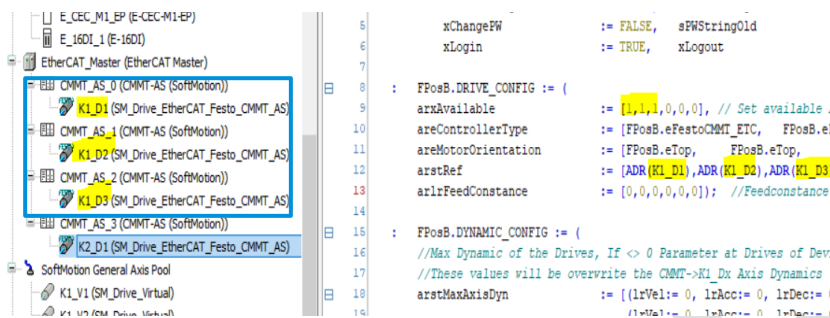 E_CEC_M1_EP (E-CEC-M1-EP)
E_16DI_1 (E-16DI)
EtherCAT_Master (EtherCAT Master)
CMMT_AS_0 (CMMT-AS (SoftMotion))
K1_D1 (SM_Drive_EtherCAT_Festo_CMMT_AS)
CMMT_AS_1 (CMMT-AS (SoftMotion))
K1_D2 (SM_Drive_EtherCAT_Festo_CMMT_AS)
CMMT_AS_2 (CMMT-AS (SoftMotion))
K1_D3 (SM_Drive_EtherCAT_Festo_CMMT_AS)
CMMT_AS_3 (CMMT-AS (SoftMotion))
K2_D1 (SM_Drive_EtherCAT_Festo_CMMT_AS)
SoftMotion General Axis Pool
K1_V1 (SM_Drive_Virtual)
K1_V2 (SM_Drive_Virtual)
5 xChangePW := FALSE, sPWStringOld
6 xLogin := TRUE, xLogout
7
8 : FPosB.DRIVE_CONFIG := (
9 arxAvailable := [1,1,1,0,0,0], // Set available
10 areControllerType := [FPosB.eFestoCMMT_ETC, FPosB.eF
11 areMotorOrientation := [FPosB.eTop, FPosB.eTop,
12 arstRef := [ADR(K1_D1),ADR(K1_D2),ADR(K1_D3
13 arlrFeedConstance := [0,0,0,0,0,0]); //Feedconstance
14
15 : FPosB.DYNAMIC_CONFIG := (
16 //Max Dynamic of the Drives, If <> 0 Parameter at Drives of Dev
17 //These values will be overwrite the CMMT->K1_Dx Axis Dynamics
18 arstMaxAxisDyn := [(lrVel:= 0, lrAcc:= 0, lrDec:=
19 (lrVel:= 0, lrAcc:= 0, lrDec:=